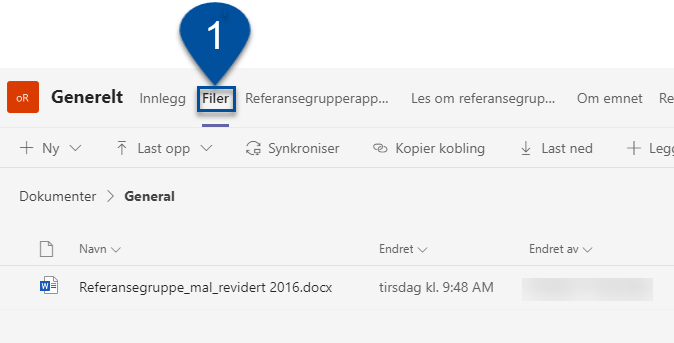 1
oR Generelt Innlegg Filer Referansegrupperapp... Les om referansegrup... Om emnet Re
Ny Last opp Synkroniser Kopier kobling Last ned Legg
Dokumenter > General
Navn Endret Endret av
Referansegruppe_mal_revidert 2016.docx tirsdag kl. 9:48 AM